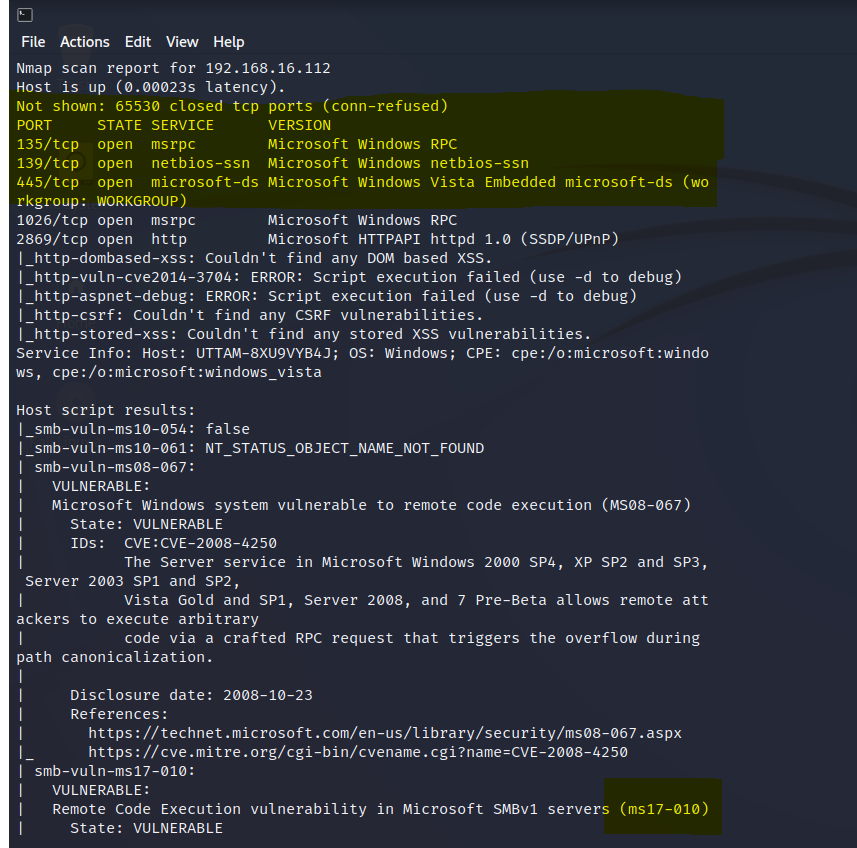 File Actions Edit View Help
Nmap scan report for 192.168.16.112
Host is up (0.00023s latency).
Not shown: 65530 closed tcp ports (conn-refused)
PORT     STATE SERVICE      VERSION
135/tcp  open  msrpc        Microsoft Windows RPC
139/tcp  open  netbios-ssn  Microsoft Windows netbios-ssn
445/tcp  open  microsoft-ds Microsoft Windows Vista Embedded microsoft-ds (wo
rkgroup: WORKGROUP)
1026/tcp open  msrpc        Microsoft Windows RPC
2869/tcp open  http         Microsoft HTTPAPI httpd 1.0 (SSDP/UPnP)
|_http-dombased-xss: Couldn't find any DOM based XSS.
|_http-vuln-cve2014-3704: ERROR: Script execution failed (use -d to debug)
|_http-aspnet-debug: ERROR: Script execution failed (use -d to debug)
|_http-csrf: Couldn't find any CSRF vulnerabilities.
|_http-stored-xss: Couldn't find any stored XSS vulnerabilities.
Service Info: Host: UTTAM-8XU9VYB4J; OS: Windows; CPE: cpe:/o:microsoft:windo
ws, cpe:/o:microsoft:windows_vista

Host script results:
|_smb-vuln-ms10-054: false
|_smb-vuln-ms10-061: NT_STATUS_OBJECT_NAME_NOT_FOUND
| smb-vuln-ms08-067:
|   VULNERABLE:
|   Microsoft Windows system vulnerable to remote code execution (MS08-067)
|     State: VULNERABLE
|     IDs:  CVE:CVE-2008-4250
|           The Server service in Microsoft Windows 2000 SP4, XP SP2 and SP3,
 Server 2003 SP1 and SP2,
|           Vista Gold and SP1, Server 2008, and 7 Pre-Beta allows remote att
ackers to execute arbitrary
|           code via a crafted RPC request that triggers the overflow during
path canonicalization.
|
|     Disclosure date: 2008-10-23
|     References:
|       https://technet.microsoft.com/en-us/library/security/ms08-067.aspx
|_      https://cve.mitre.org/cgi-bin/cvename.cgi?name=CVE-2008-4250
| smb-vuln-ms17-010:
|   VULNERABLE:
|   Remote Code Execution vulnerability in Microsoft SMBv1 servers (ms17-010)
|     State: VULNERABLE